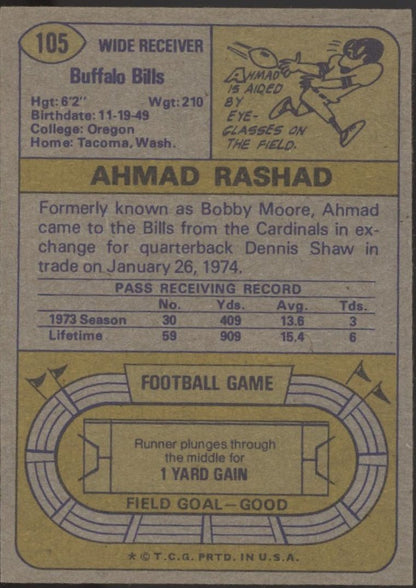 105 WIDE RECEIVER
Buffalo Bills
Hgt: 6'2" Wgt: 210
Birthdate: 11-19-49
College: Oregon
Home: Tacoma, Wash.
AHMAD
IS AIDED
BY
EYE-
GLASSES ON
THE FIELD.
AHMAD RASHAD
Formerly known as Bobby Moore, Ahmad
came to the Bills from the Cardinals in ex-
change for quarterback Dennis Shaw in
trade on January 26, 1974.
PASS RECEIVING RECORD
No. Yds. Avg. Tds.
1973 Season 30 409 13.6 3
Lifetime 59 909 15.4 6
FOOTBALL GAME
Runner plunges through
the middle for
1 YARD GAIN
FIELD GOAL—GOOD
* © T.C.G. PRTD. IN U.S.A.